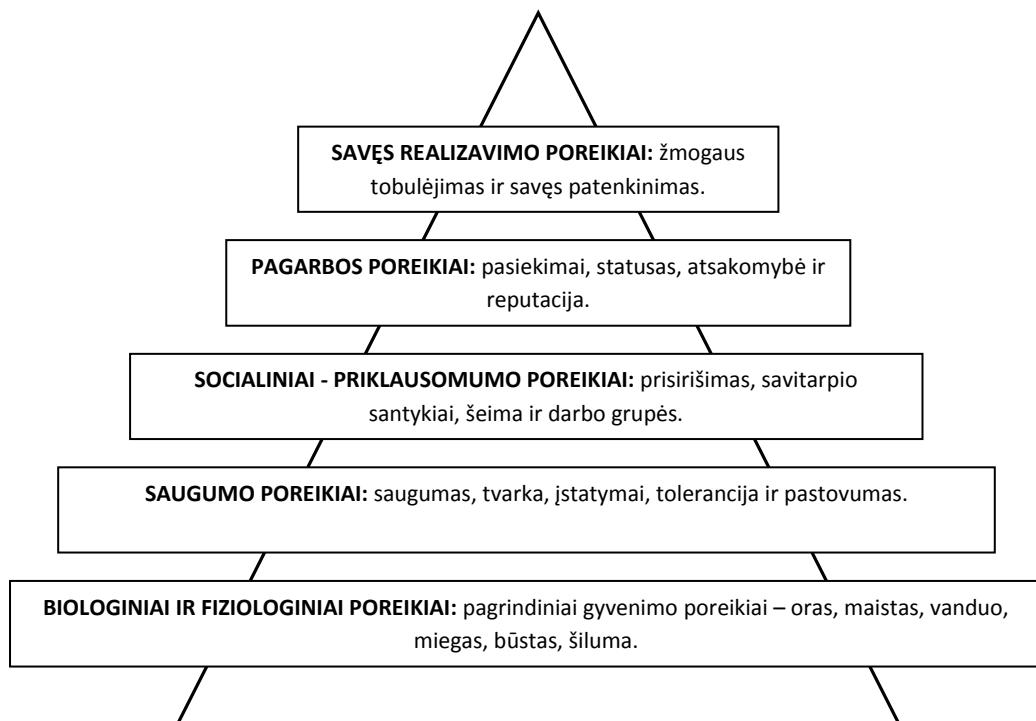 SAVĘS REALIZAVIMO POREIKIAI: žmogaus
tobulėjimas ir savęs patenkinimas.
PAGARBOS POREIKIAI: pasiekimai, statusas, atsakomybė ir
reputacija.
SOCIALINIAI - PRIKLAUSOMUMO POREIKIAI: prisirišimas, savitarpio
santykiai, šeima ir darbo grupės.
SAUGUMO POREIKIAI: saugumas, tvarka, įstatymai, tolerancija ir pastovumas.
BIOLOGINIAI IR FIZIOLOGINIAI POREIKIAI: pagrindiniai gyvenimo poreikiai – oras, maistas, vanduo,
miegas, būstas, šiluma.